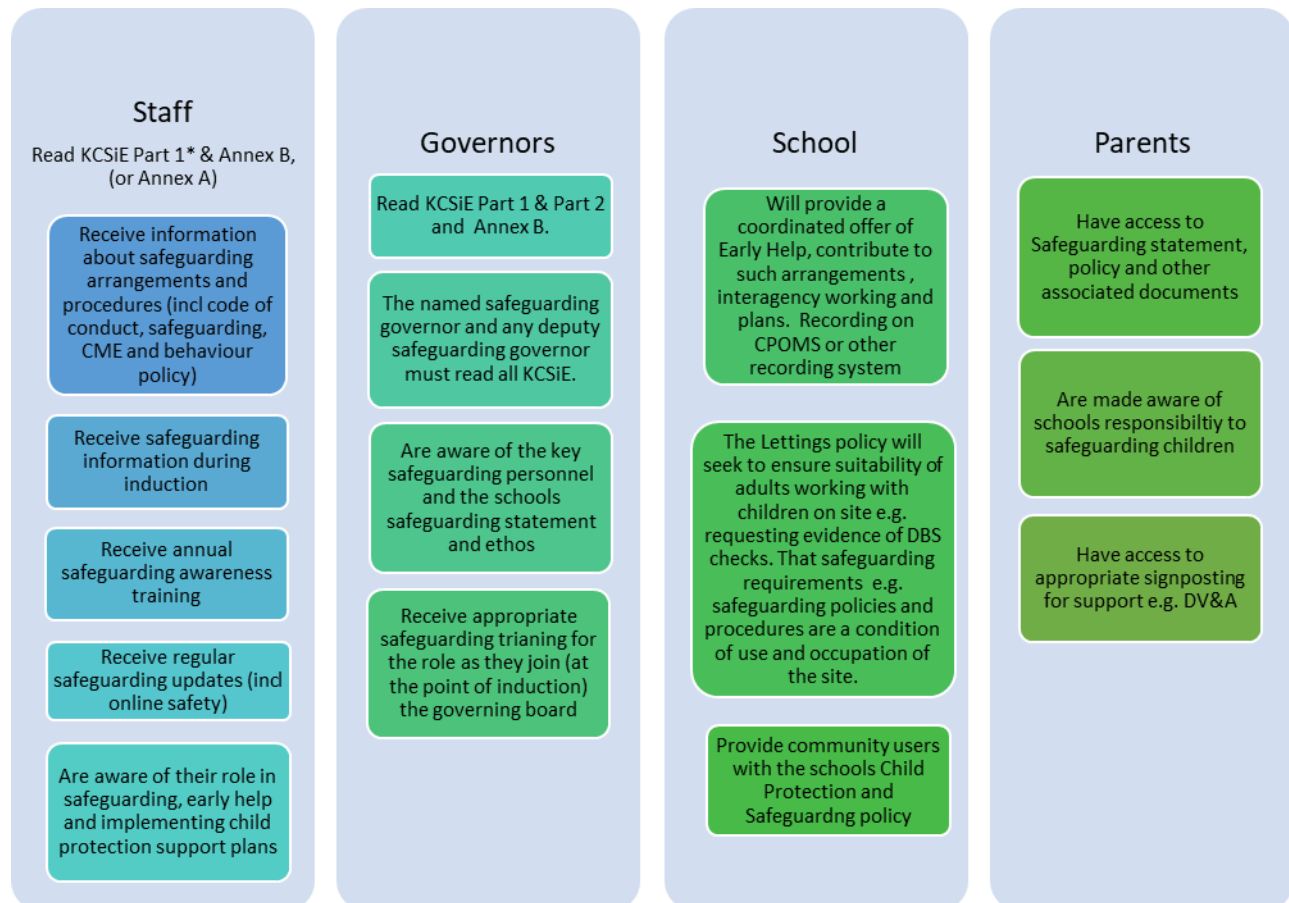 Staff
Read KCSiE Part 1* & Annex B,
(or Annex A)
Receive information
about safeguarding
arrangements and
procedures (incl code of
conduct, safeguarding,
CME and behaviour
policy)
Receive safeguarding
information during
induction
Receive annual
safeguarding awareness
training
Receive regular
safeguarding updates (incl
online safety)
Are aware of their role in
safeguarding, early help
and implementing child
protection support plans
Governors
Read KCSiE Part 1 & Part 2
and Annex B.
The named safeguarding
governor and any deputy
safeguarding governor
must read all KCSiE.
Are aware of the key
safeguarding personnel
and the schools
safeguarding statement
and ethos
Receive appropriate
safeguarding trianing for
the role as they join (at
the point of induction)
the governing board
School
Will provide a
coordinated offer of
Early Help, contribute to
such arrangements ,
interagency working and
plans. Recording on
CPOMS or other
recording system
The Lettings policy will
seek to ensure suitability of
adults working with
children on site e.g.
requesting evidence of DBS
checks. That safeguarding
requirements e.g.
safeguarding policies and
procedures are a condition
of use and occupation of
the site.
Provide community users
with the schools Child
Protection and
Safeguardng policy
Parents
Have access to
Safeguarding statement,
policy and other
associated documents
Are made aware of
schools responsibiltiy to
safeguarding children
Have access to
appropriate signposting
for support e.g. DV&A